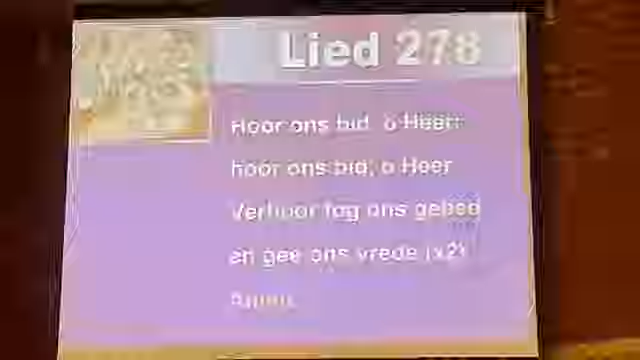 Lied 278
Hoor ons bid, o Heer;
hoor ons bid, o Heer
Verhoor tog ons gebed
en gee ons vrede (x2)
Amen